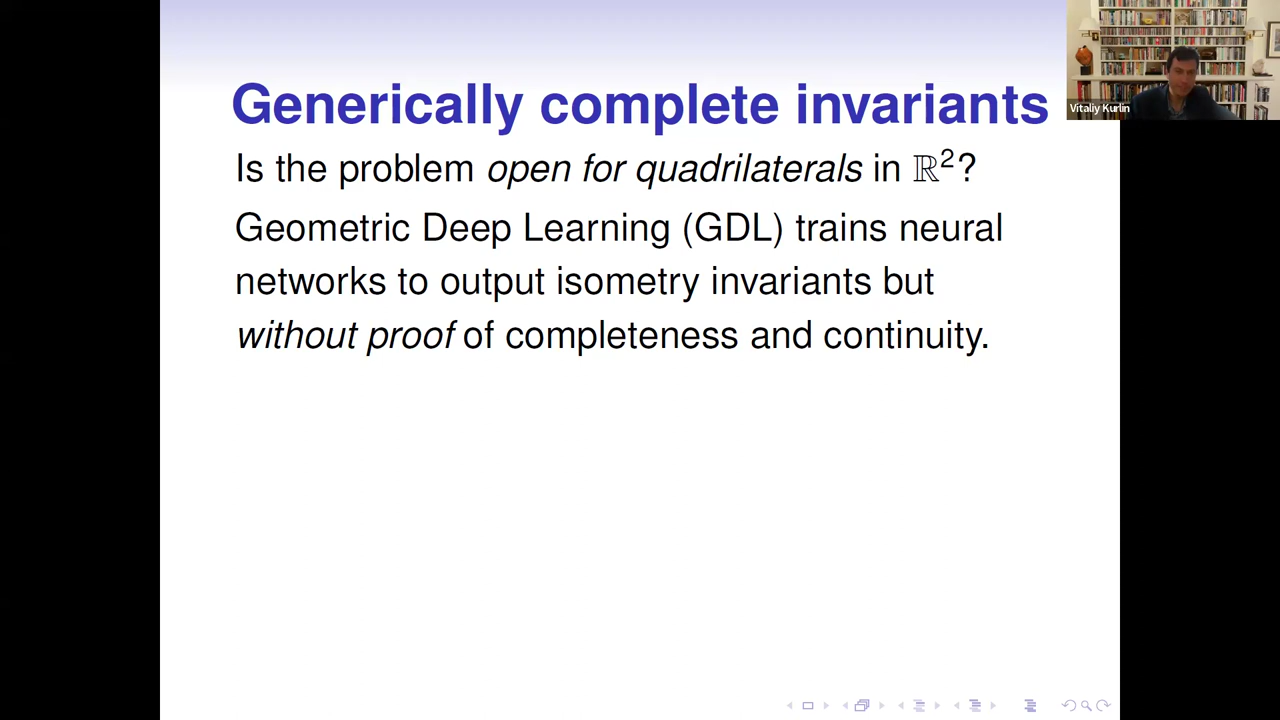 Generically complete invariants
Vitaliy Kurlin
Is the problem open for quadrilaterals in ℝ²?
Geometric Deep Learning (GDL) trains neural
networks to output isometry invariants but
without proof of completeness and continuity.